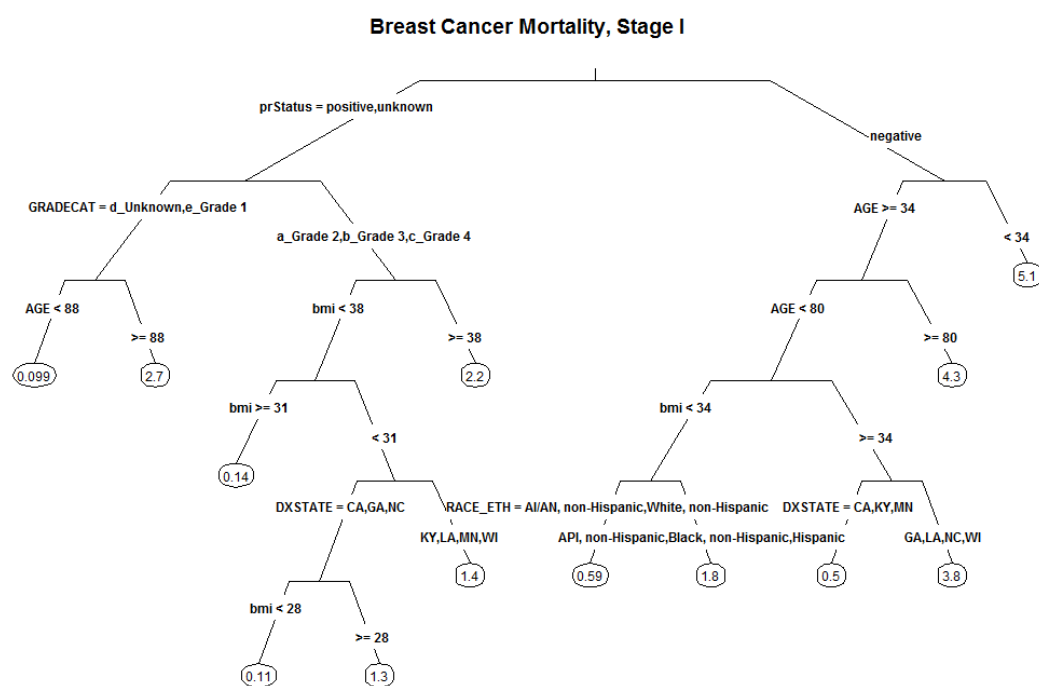 Breast Cancer Mortality, Stage I
prStatus = positive,unknown
negative
GRADECAT = d_Unknown,e_Grade 1
AGE >= 34
a_Grade 2,b_Grade 3,c_Grade 4
< 34
5.1
AGE < 88
bmi < 38
AGE < 80
>= 88
>= 38
>= 80
0.099
2.7
2.2
4.3
bmi >= 31
bmi < 34
< 31
>= 34
0.14
DXSTATE = CA,GA,NC
RACE_ETH = AI/AN, non-Hispanic,White, non-Hispanic
DXSTATE = CA,KY,MN
KY,LA,MN,WI
API, non-Hispanic,Black, non-Hispanic,Hispanic
GA,LA,NC,WI
1.4
0.59
1.8
0.5
3.8
bmi < 28
>= 28
0.11
1.3